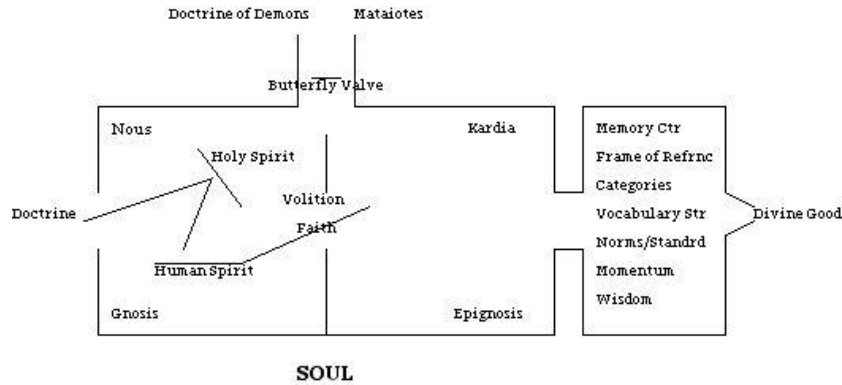 Doctrine of Demons
Mataiotes
Butterfly Valve
Nous
Kardia
Memory Ctr
Holy Spirit
Frame of Refrnc
Categories
Volition
Doctrine
Vocabulary Str
Divine Good
Faith
Norms/Standrd
Human Spirit
Momentum
Wisdom
Gnosis
Epignosis
SOUL